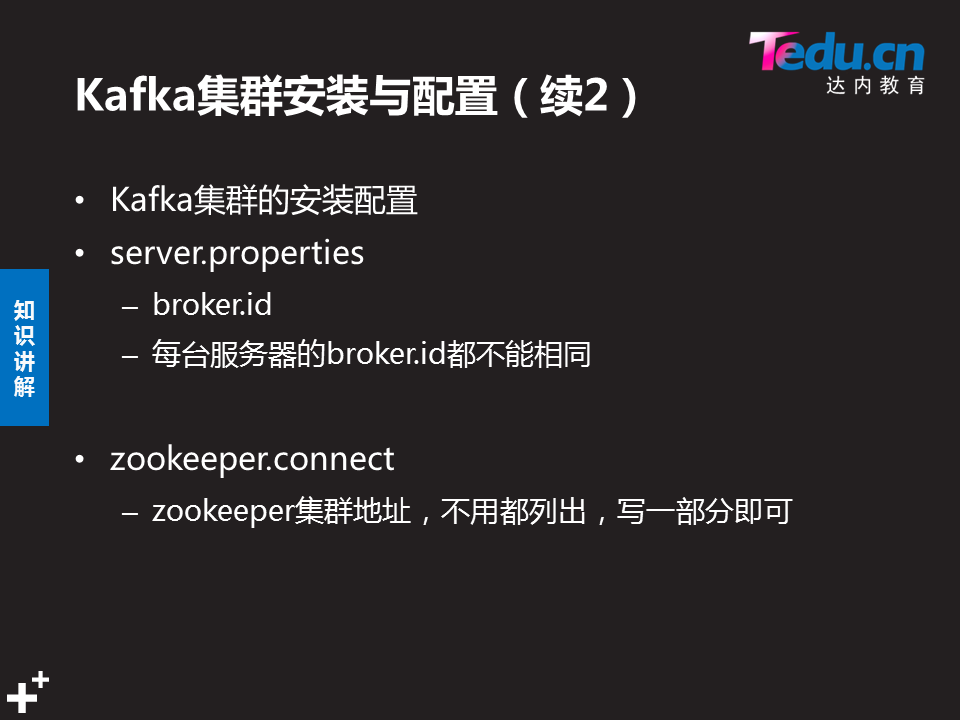 Tedu.cn
达内教育
Kafka集群安装与配置（续2）
• Kafka集群的安装配置
• server.properties
– broker.id
– 每台服务器的broker.id都不能相同
知识讲解
• zookeeper.connect
– zookeeper集群地址，不用都列出，写一部分即可